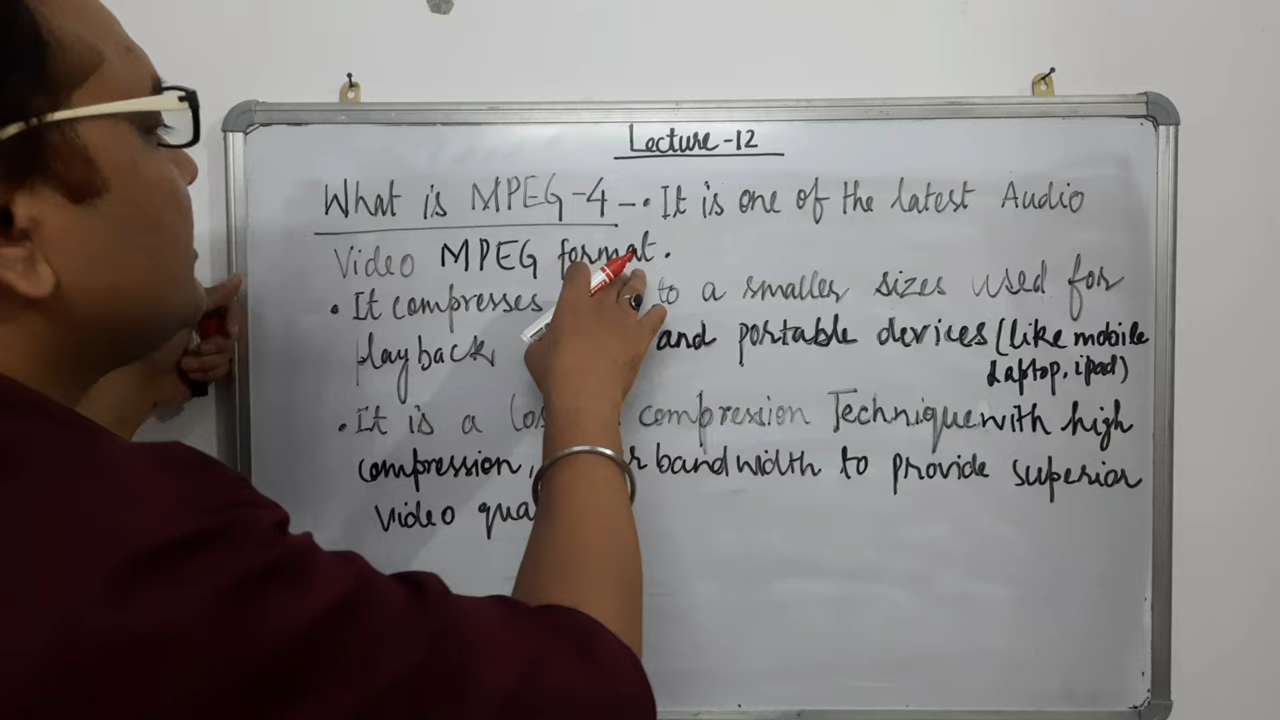 Lecture-12
What is MPEG-4 - • It is one of the latest Audio
Video MPEG format.
• It compresses to a smaller sizes used for
playback and portable devices (like mobile
Laptop, ipad)
• It is a compression Technique with high
compression, bandwidth to provide superior
video